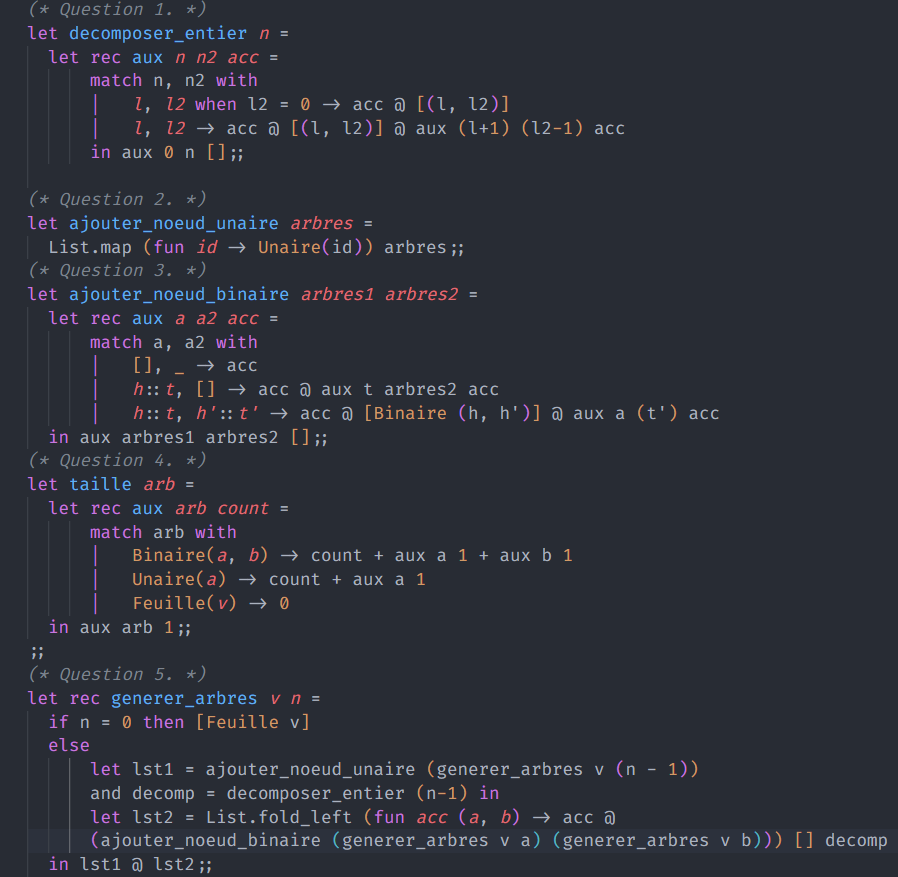 (* Question 1. *)
let decomposer_entier n =
  let rec aux n n2 acc =
      match n, n2 with
      |   l, l2 when l2 = 0 -> acc @ [(l, l2)]
      |   l, l2 -> acc @ [(l, l2)] @ aux (l+1) (l2-1) acc
      in aux 0 n [];;

(* Question 2. *)
let ajouter_noeud_unaire arbres =
  List.map (fun id -> Unaire(id)) arbres;;
(* Question 3. *)
let ajouter_noeud_binaire arbres1 arbres2 =
  let rec aux a a2 acc =
      match a, a2 with
      |   [], _ -> acc
      |   h::t, [] -> acc @ aux t arbres2 acc
      |   h::t, h'::t' -> acc @ [Binaire (h, h')] @ aux a (t') acc
  in aux arbres1 arbres2 [];;
(* Question 4. *)
let taille arb =
  let rec aux arb count =
      match arb with
      |   Binaire(a, b) -> count + aux a 1 + aux b 1
      |   Unaire(a) -> count + aux a 1
      |   Feuille(v) -> 0
  in aux arb 1;;
;;
(* Question 5. *)
let rec generer_arbres v n =
  if n = 0 then [Feuille v]
  else
      let lst1 = ajouter_noeud_unaire (generer_arbres v (n - 1))
      and decomp = decomposer_entier (n-1) in
      let lst2 = List.fold_left (fun acc (a, b) -> acc @
      (ajouter_noeud_binaire (generer_arbres v a) (generer_arbres v b))) [] decomp
  in lst1 @ lst2;;